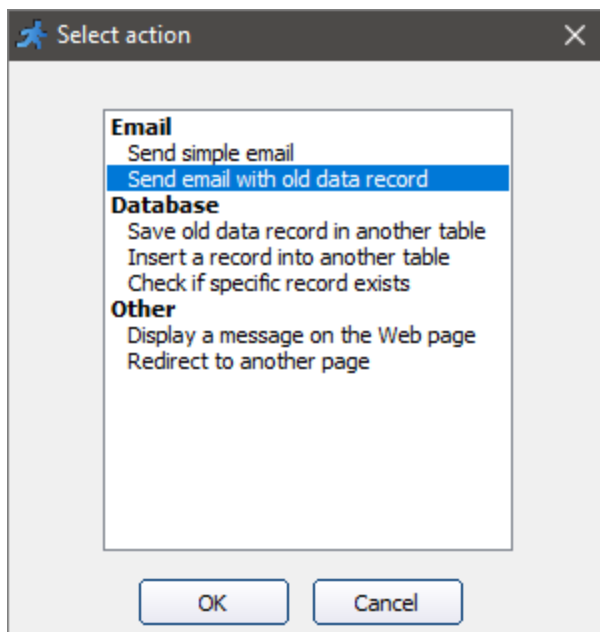 Select action
Email
Send simple email
Send email with old data record
Database
Save old data record in another table
Insert a record into another table
Check if specific record exists
Other
Display a message on the Web page
Redirect to another page
OK
Cancel